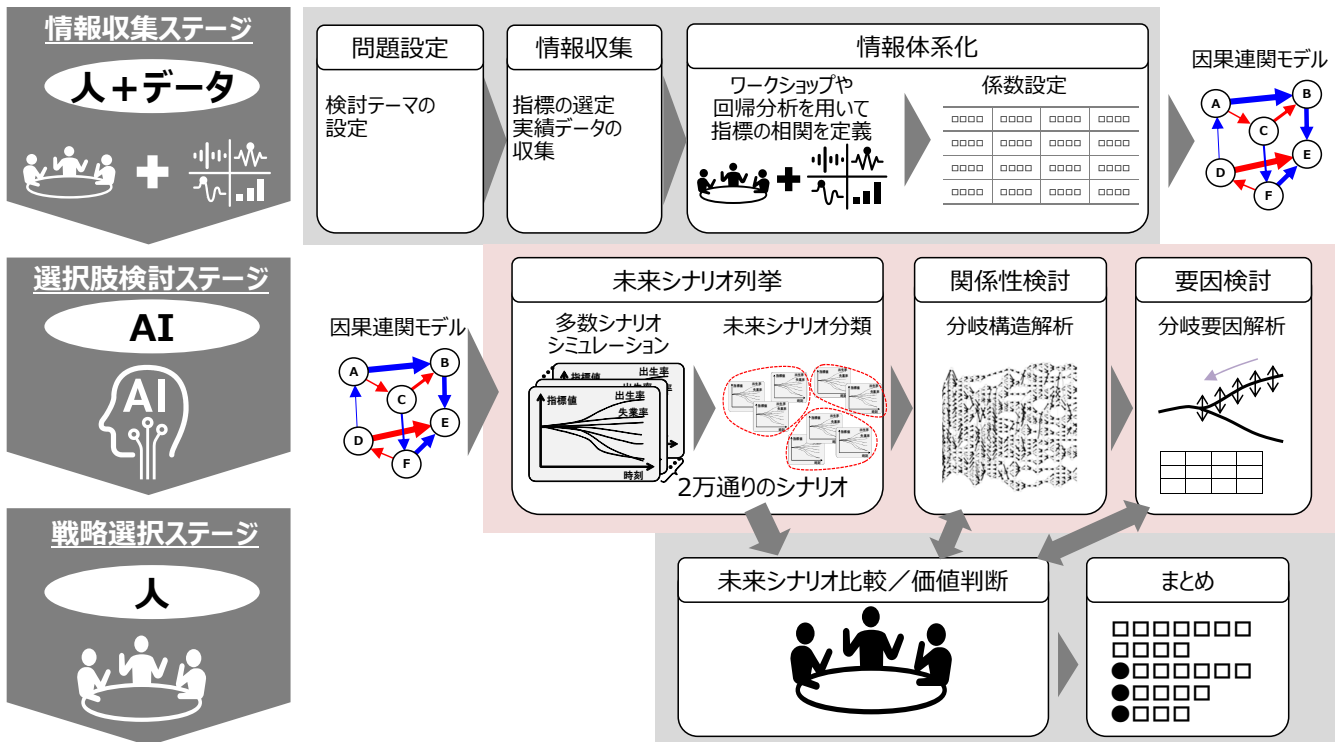 情報収集ステージ
人＋データ
問題設定
検討テーマの
設定
情報収集
指標の選定
実績データの
収集
情報体系化
ワークショップや
回帰分析を用いて
指標の相関を定義
係数設定
□□□□ □□□□ □□□□ □□□□
□□□□ □□□□ □□□□ □□□□
□□□□ □□□□ □□□□ □□□□
□□□□ □□□□ □□□□ □□□□
因果連関モデル
A
B
C
D
E
F
選択肢検討ステージ
AI
AI
因果連関モデル
A
B
C
D
E
F
未来シナリオ列挙
多数シナリオ
シミュレーション
指標値
出生率
指標値
出生率
失業率
時刻
未来シナリオ分類
2万通りのシナリオ
関係性検討
分岐構造解析
要因検討
分岐要因解析
戦略選択ステージ
人
未来シナリオ比較／価値判断
まとめ
□□□□□□□
□□□□
●□□□□□□
●□□□□
●□□□